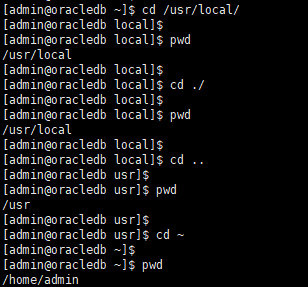 [admin@oracledb ~]$ cd /usr/local/
[admin@oracledb local]$
[admin@oracledb local]$ pwd
/usr/local
[admin@oracledb local]$
[admin@oracledb local]$ cd ./
[admin@oracledb local]$
[admin@oracledb local]$ pwd
/usr/local
[admin@oracledb local]$
[admin@oracledb local]$ cd ..
[admin@oracledb usr]$
[admin@oracledb usr]$ pwd
/usr
[admin@oracledb usr]$
[admin@oracledb usr]$ cd ~
[admin@oracledb ~]$
[admin@oracledb ~]$ pwd
/home/admin